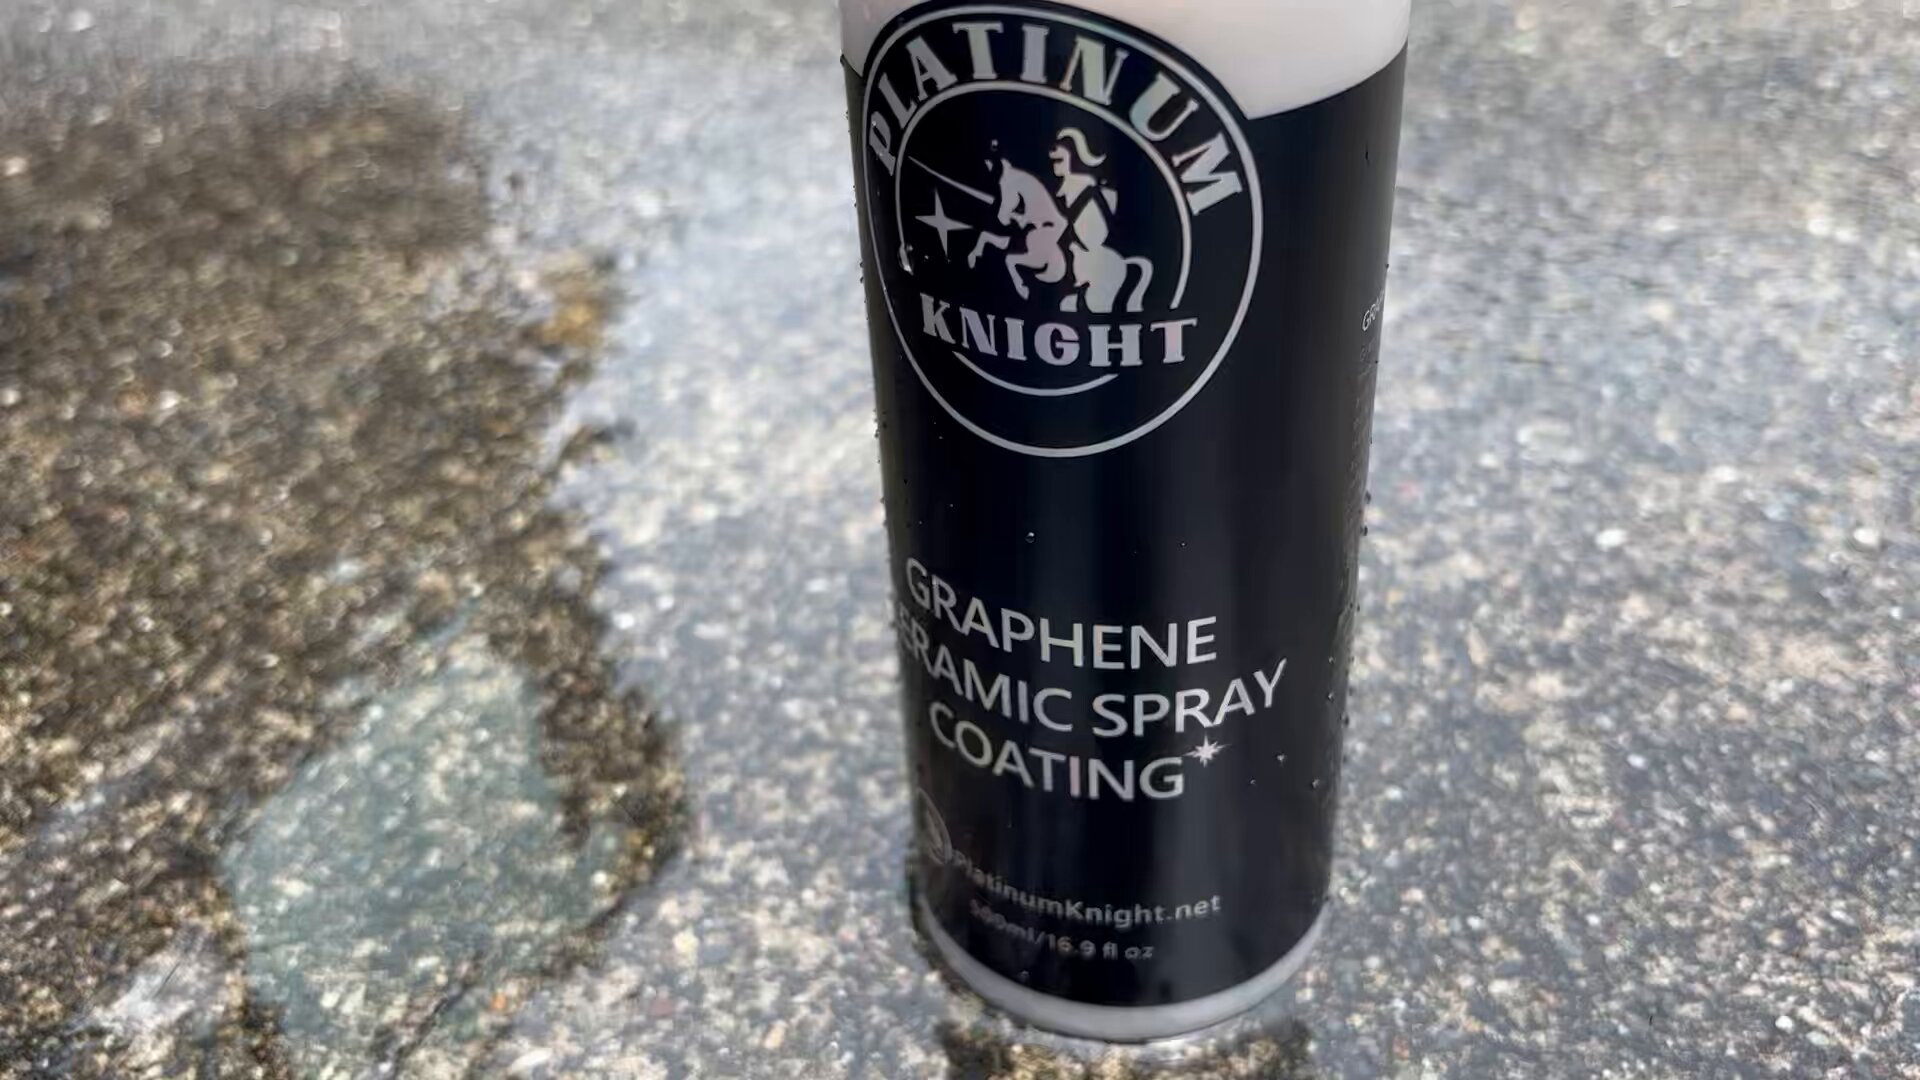 PLATINUM
KNIGHT
GRAPHENE
ERAMIC SPRAY
COATING
PlatinumKnight.net
500ml/16.9 fl oz